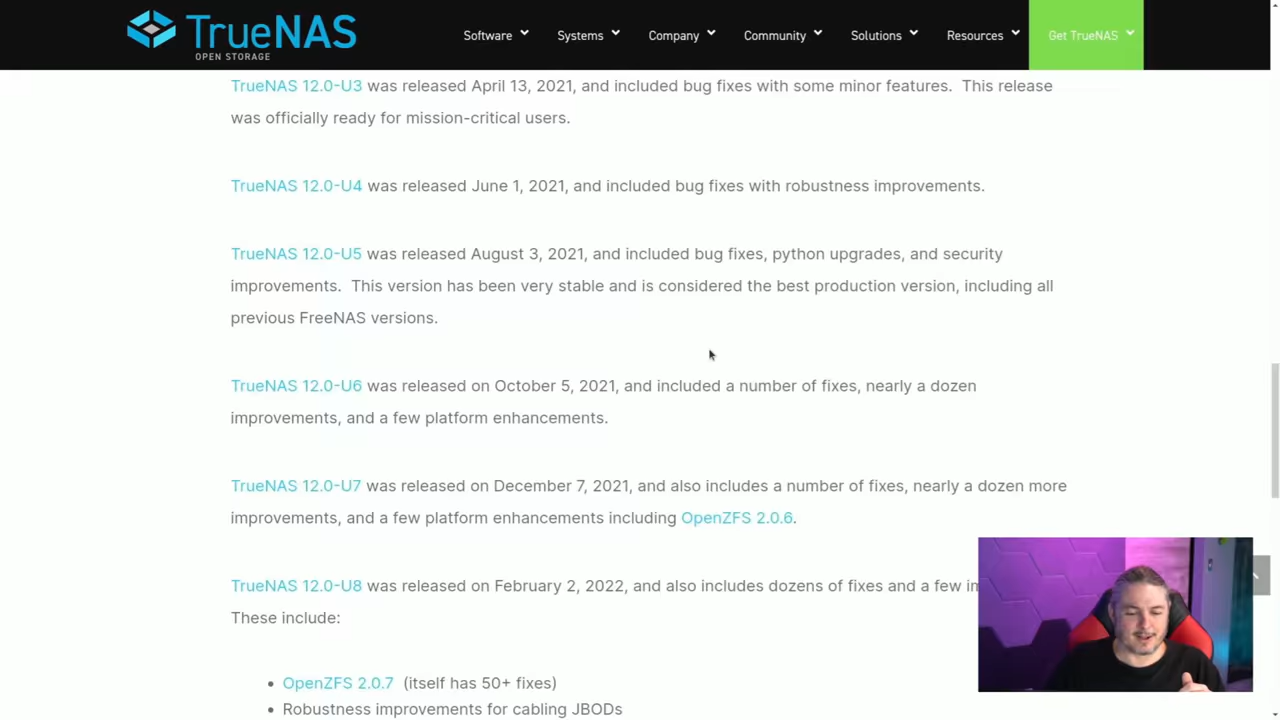 TrueNAS
OPEN STORAGE
Software Systems Company Community Solutions Resources Get TrueNAS
TrueNAS 12.0-U3 was released April 13, 2021, and included bug fixes with some minor features. This release
was officially ready for mission-critical users.
TrueNAS 12.0-U4 was released June 1, 2021, and included bug fixes with robustness improvements.
TrueNAS 12.0-U5 was released August 3, 2021, and included bug fixes, python upgrades, and security
improvements. This version has been very stable and is considered the best production version, including all
previous FreeNAS versions.
TrueNAS 12.0-U6 was released on October 5, 2021, and included a number of fixes, nearly a dozen
improvements, and a few platform enhancements.
TrueNAS 12.0-U7 was released on December 7, 2021, and also includes a number of fixes, nearly a dozen more
improvements, and a few platform enhancements including OpenZFS 2.0.6.
TrueNAS 12.0-U8 was released on February 2, 2022, and also includes dozens of fixes and a few
These include:
• OpenZFS 2.0.7 (itself has 50+ fixes)
• Robustness improvements for cabling JBODs